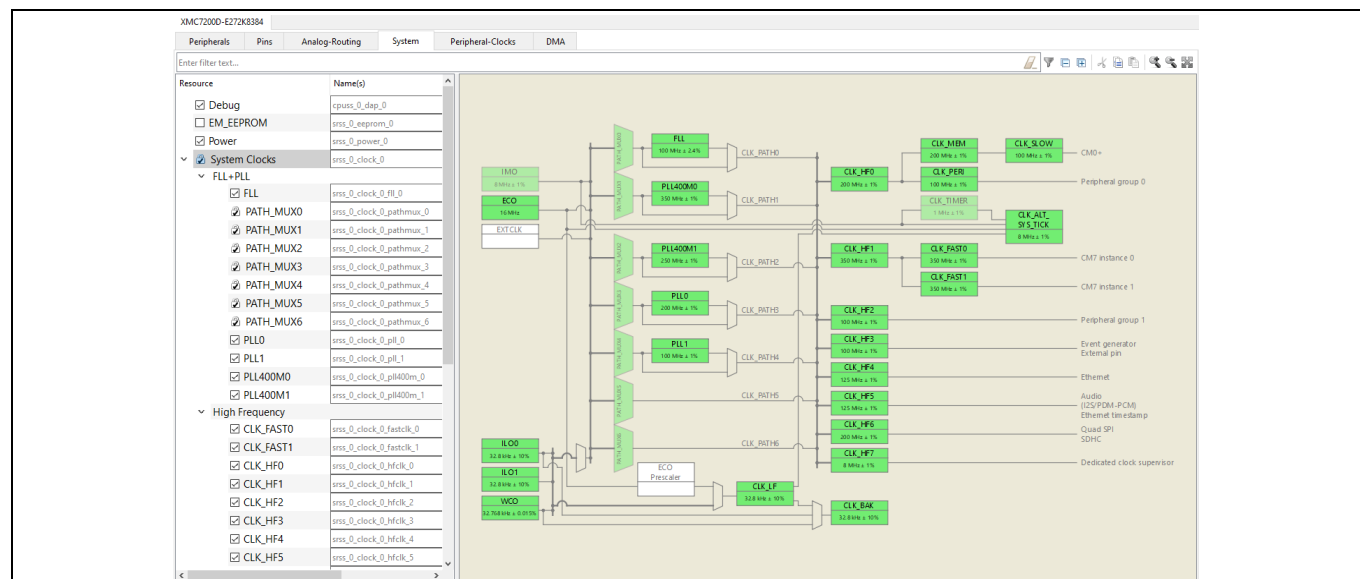 XMC7200D-E272K8384
Peripherals Pins Analog-Routing System Peripheral-Clocks DMA
Enter filter text...
Resource Name(s)
Debug cpuss_0_dap_0
EM_EEPROM srss_0_eeprom_0
Power srss_0_power_0
System Clocks srss_0_clock_0
FLL+PLL
FLL srss_0_clock_0_fll_0
PATH_MUX0 srss_0_clock_0_pathmux_0
PATH_MUX1 srss_0_clock_0_pathmux_1
PATH_MUX2 srss_0_clock_0_pathmux_2
PATH_MUX3 srss_0_clock_0_pathmux_3
PATH_MUX4 srss_0_clock_0_pathmux_4
PATH_MUX5 srss_0_clock_0_pathmux_5
PATH_MUX6 srss_0_clock_0_pathmux_6
PLL0 srss_0_clock_0_pll_0
PLL1 srss_0_clock_0_pll_1
PLL400M0 srss_0_clock_0_pll400m_0
PLL400M1 srss_0_clock_0_pll400m_1
High Frequency
CLK_FAST0 srss_0_clock_0_fastclk_0
CLK_FAST1 srss_0_clock_0_fastclk_1
CLK_HF0 srss_0_clock_0_hfclk_0
CLK_HF1 srss_0_clock_0_hfclk_1
CLK_HF2 srss_0_clock_0_hfclk_2
CLK_HF3 srss_0_clock_0_hfclk_3
CLK_HF4 srss_0_clock_0_hfclk_4
CLK_HF5 srss_0_clock_0_hfclk_5
IMO
8 MHz ± 1%
ECO
16 MHz
EXTCLK
ILO0
32.8 kHz ± 10%
ILO1
32.8 kHz ± 10%
WCO
32.768 kHz ± 0.015%
PATH_MUX0
PATH_MUX1
PATH_MUX2
PATH_MUX3
PATH_MUX4
PATH_MUX5
PATH_MUX6
FLL
100 MHz ± 2.4%
CLK_PATH0
PLL400M0
350 MHz ± 1%
CLK_PATH1
PLL400M1
250 MHz ± 1%
CLK_PATH2
PLL0
200 MHz ± 1%
CLK_PATH3
PLL1
100 MHz ± 1%
CLK_PATH4
CLK_PATH5
CLK_PATH6
ECO
Prescaler
CLK_LF
32.8 kHz ± 10%
CLK_BAK
32.8 kHz ± 10%
CLK_HF0
200 MHz ± 1%
CLK_MEM
200 MHz ± 1%
CLK_SLOW
100 MHz ± 1%
CM0+
CLK_PERI
100 MHz ± 1%
Peripheral group 0
CLK_TIMER
1 MHz ± 1%
CLK_ALT_
SYS_TICK
8 MHz ± 1%
CLK_HF1
350 MHz ± 1%
CLK_FAST0
350 MHz ± 1%
CM7 instance 0
CLK_FAST1
350 MHz ± 1%
CM7 instance 1
CLK_HF2
100 MHz ± 1%
Peripheral group 1
CLK_HF3
100 MHz ± 1%
Event generator
External pin
CLK_HF4
125 MHz ± 1%
Ethernet
CLK_HF5
125 MHz ± 1%
Audio
(I2S/PDM-PCM)
Ethernet timestamp
CLK_HF6
200 MHz ± 1%
Quad SPI
SDHC
CLK_HF7
8 MHz ± 1%
Dedicated clock supervisor